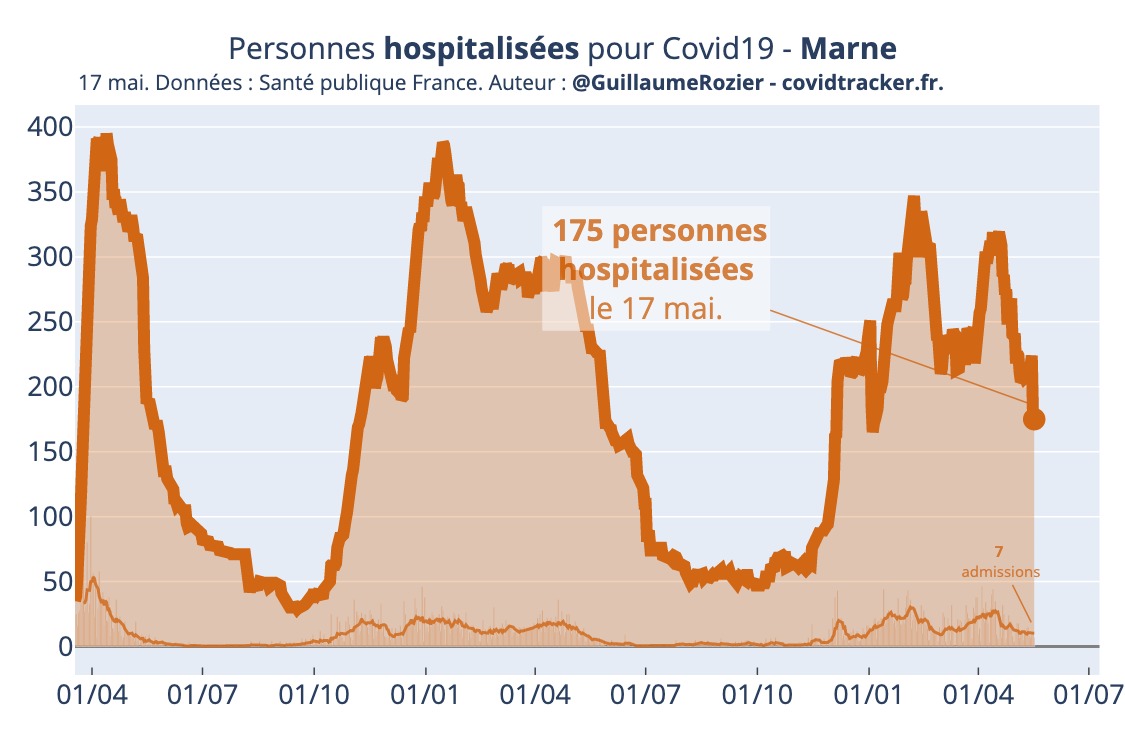 Personnes hospitalisées pour Covid19 - Marne
17 mai. Données : Santé publique France. Auteur : @GuillaumeRozier - covidtracker.fr.
400
350
300
250
200
150
100
50
0
175 personnes
hospitalisées
le 17 mai.
7
admissions
01/04 01/07 01/10 01/01 01/04 01/07 01/10 01/01 01/04 01/07